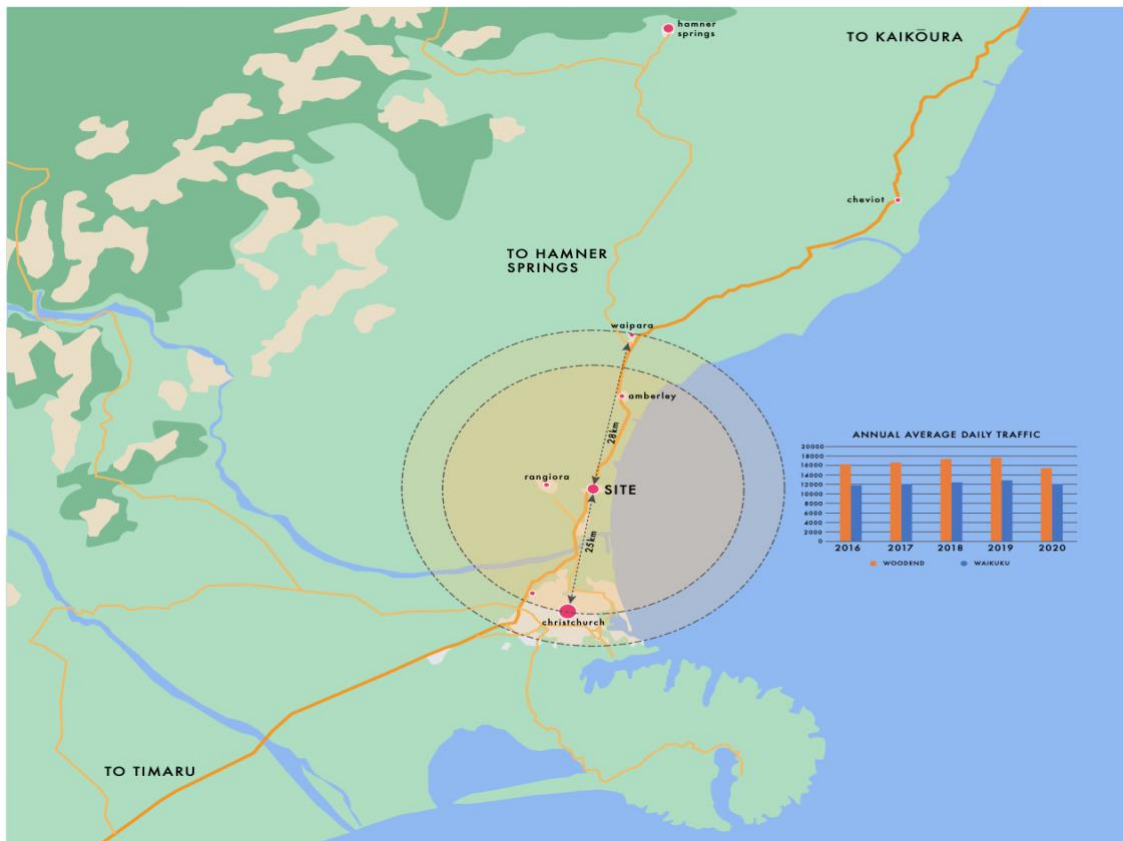 hamner
springs
TO KAIKŌURA
cheviot
TO HAMNER
SPRINGS
waipara
amberley
28km
rangiora
SITE
25km
christchurch
TO TIMARU
ANNUAL AVERAGE DAILY TRAFFIC
20000
18000
16000
14000
12000
10000
8000
6000
4000
2000
0
2016 2017 2018 2019 2020
WOODEND WAIKUKU